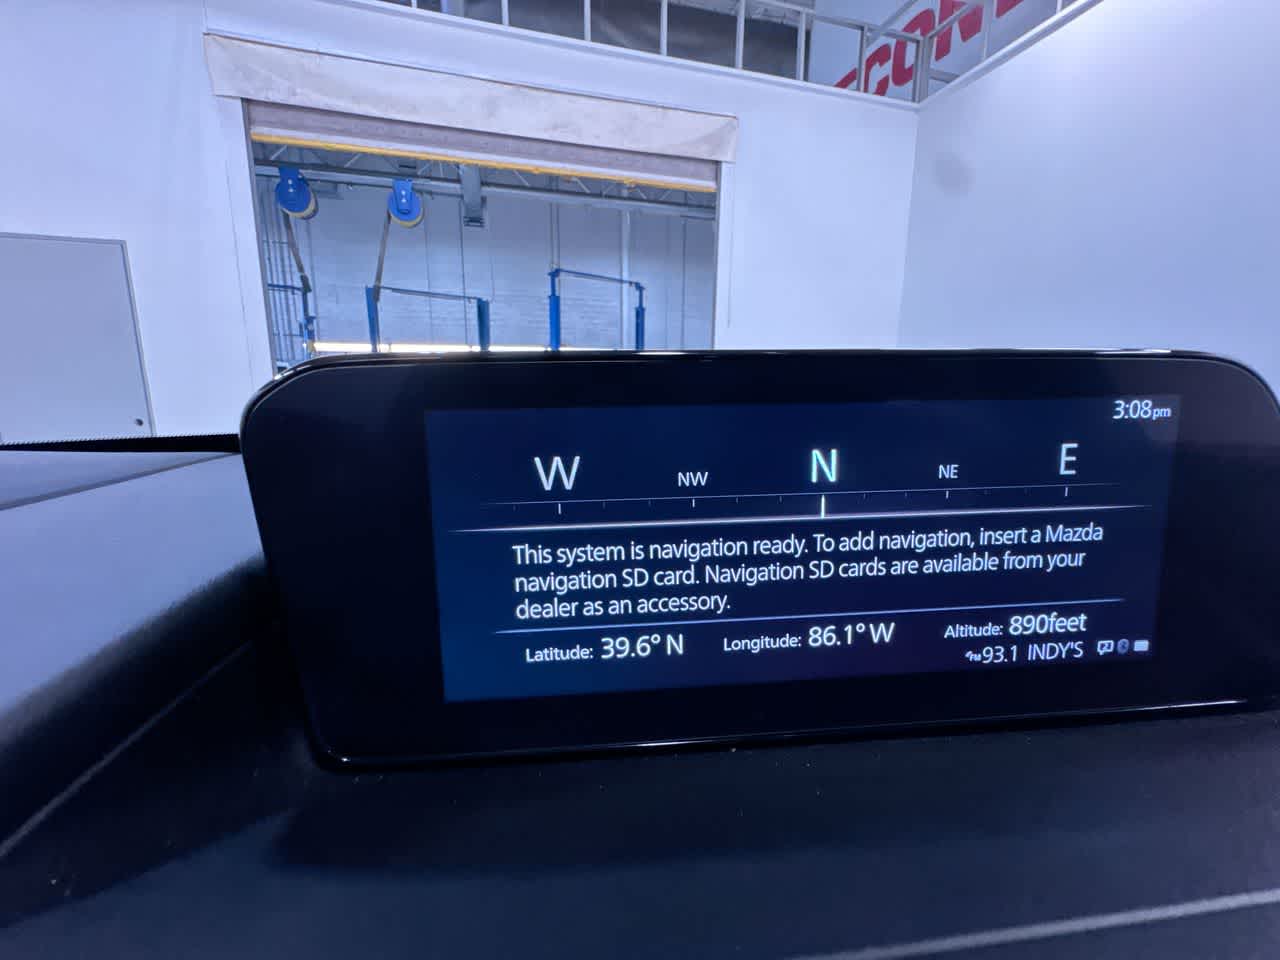 3:08pm
W NW N NE E
This system is navigation ready. To add navigation, insert a Mazda
navigation SD card. Navigation SD cards are available from your
dealer as an accessory.
Latitude: 39.6° N Longitude: 86.1° W Altitude: 890feet
FM 93.1 INDY'S